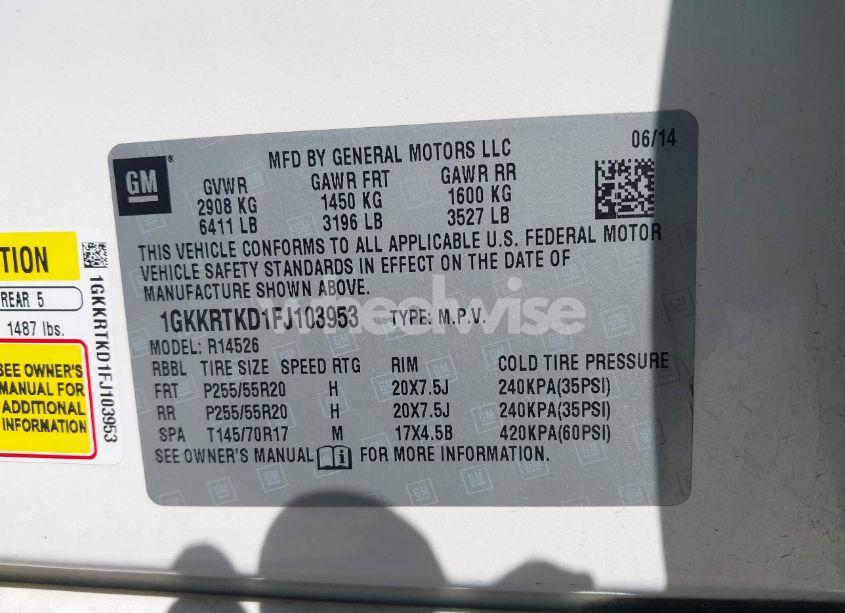 MFD BY GENERAL MOTORS LLC 06/14
GM ®
GVWR GAWR FRT GAWR RR
2908 KG 1450 KG 1600 KG
6411 LB 3196 LB 3527 LB
THIS VEHICLE CONFORMS TO ALL APPLICABLE U.S. FEDERAL MOTOR
VEHICLE SAFETY STANDARDS IN EFFECT ON THE DATE OF
MANUFACTURE SHOWN ABOVE.
1GKKRTKD1FJ103953 TYPE: M.P.V.
MODEL: R14526
RBBL TIRE SIZE SPEED RTG RIM COLD TIRE PRESSURE
FRT P255/55R20 H 20X7.5J 240KPA(35PSI)
RR P255/55R20 H 20X7.5J 240KPA(35PSI)
SPA T145/70R17 M 17X4.5B 420KPA(60PSI)
SEE OWNER'S MANUAL i FOR MORE INFORMATION.
TION
REAR 5
1487 lbs.
SEE OWNER'S
MANUAL FOR
ADDITIONAL
INFORMATION
1GKKRTKD1FJ103953